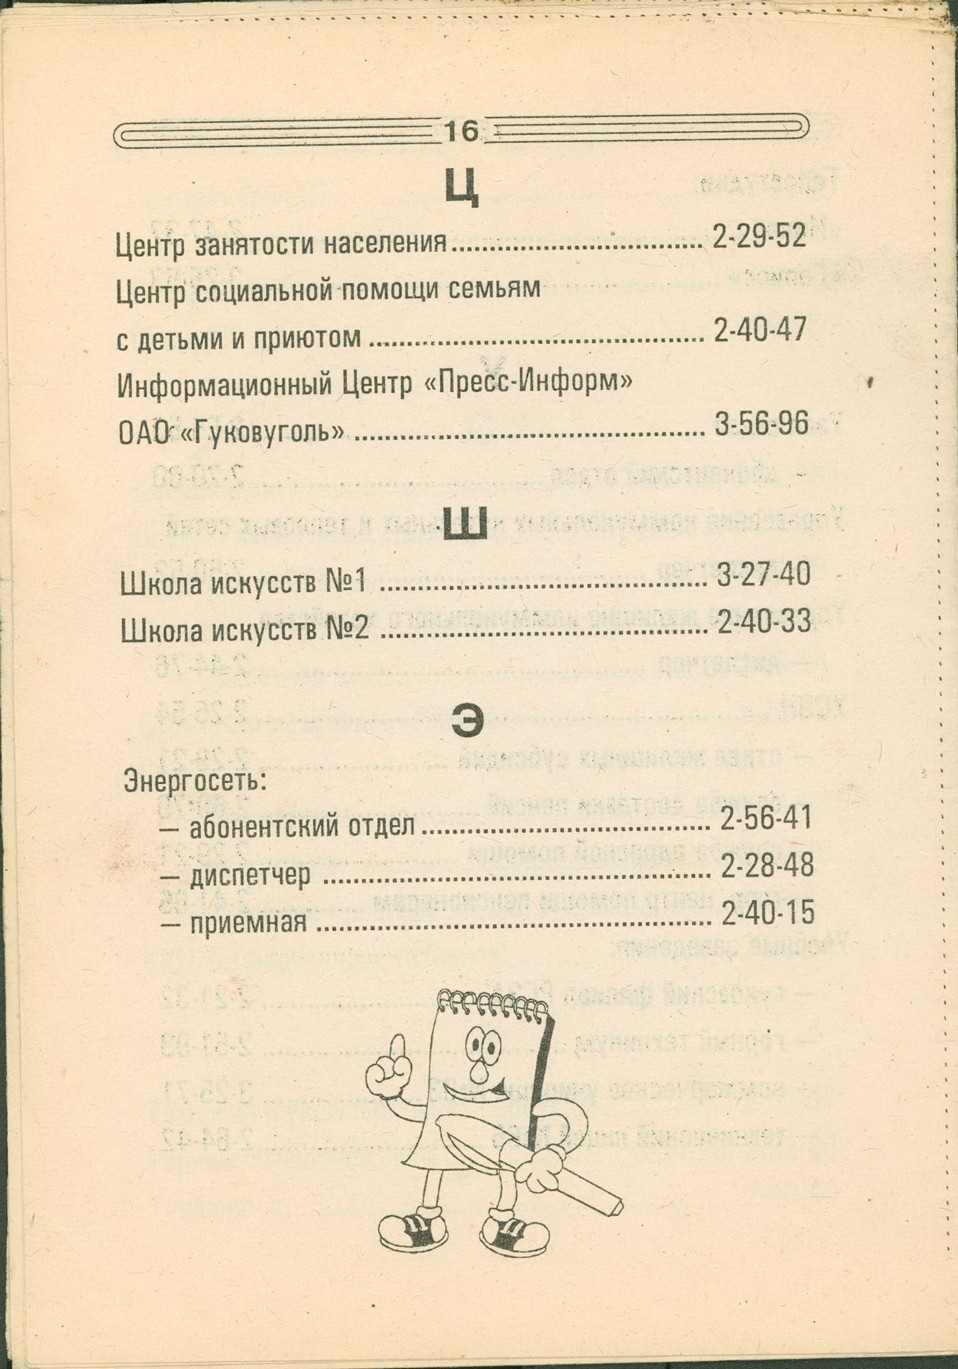 16
Ц
Центр занятости населения.............................. 2-29-52
Центр социальной помощи семьям
с детьми и приютом ........................................ 2-40-47
Информационный Центр «Пресс-Информ»
ОАО «Гуковуголь» .......................................... 3-56-96
Ш
Школа искусств №1 ....................................... 3-27-40
Школа искусств №2 ....................................... 2-40-33
Э
Энергосеть:
— абонентский отдел ................................... 2-56-41
— диспетчер ............................................... 2-28-48
— приемная ................................................ 2-40-15